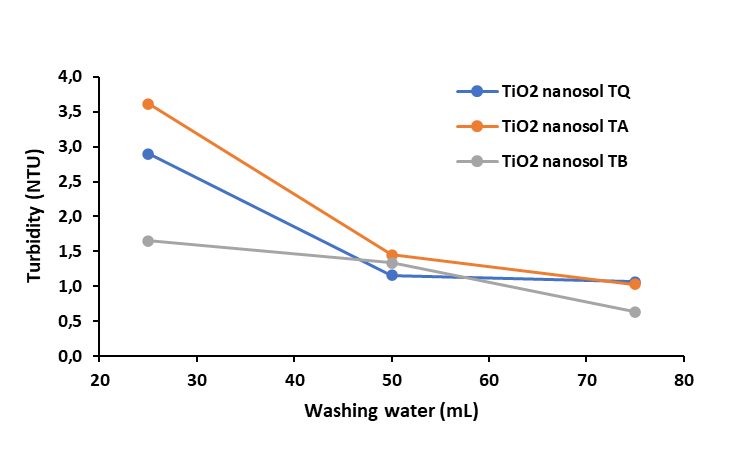 4,0
3,5
3,0
2,5
2,0
1,5
1,0
0,5
0,0
Turbidity (NTU)
TiO2 nanosol TQ
TiO2 nanosol TA
TiO2 nanosol TB
20 30 40 50 60 70 80
Washing water (mL)